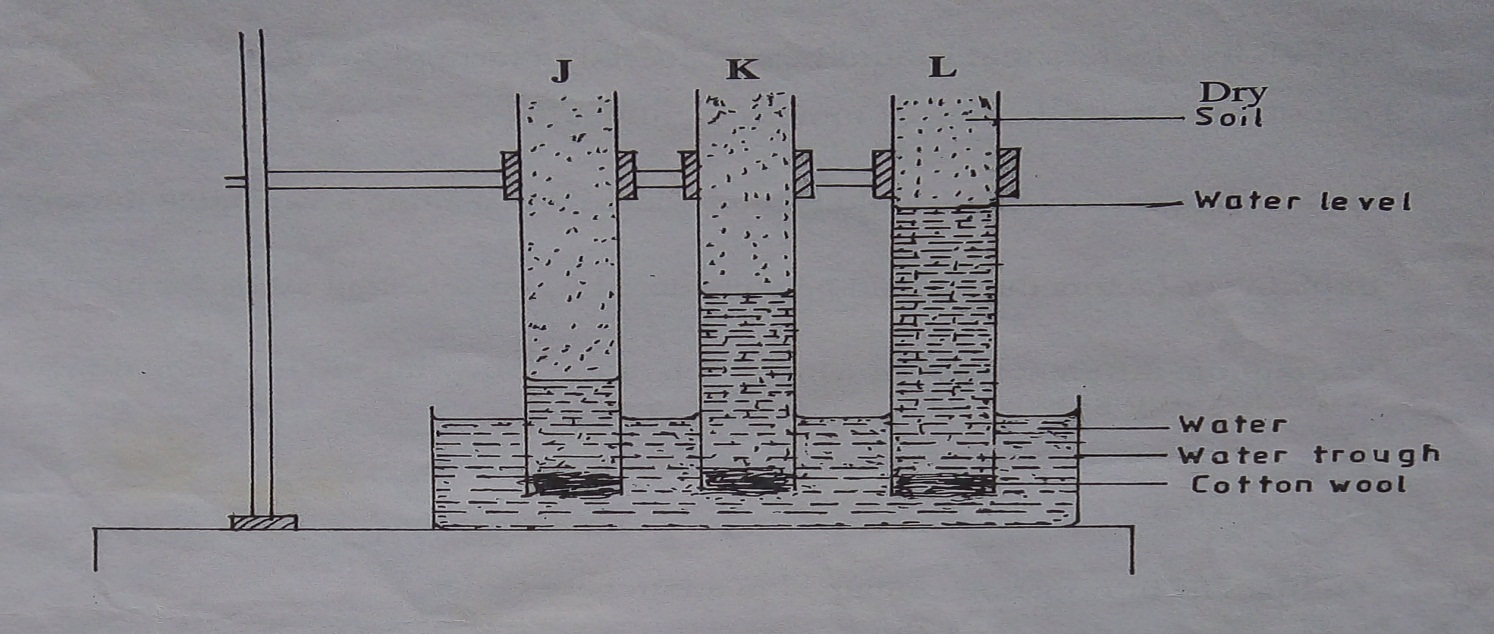 J K L
Dry
Soil
Water level
Water
Water trough
Cotton wool